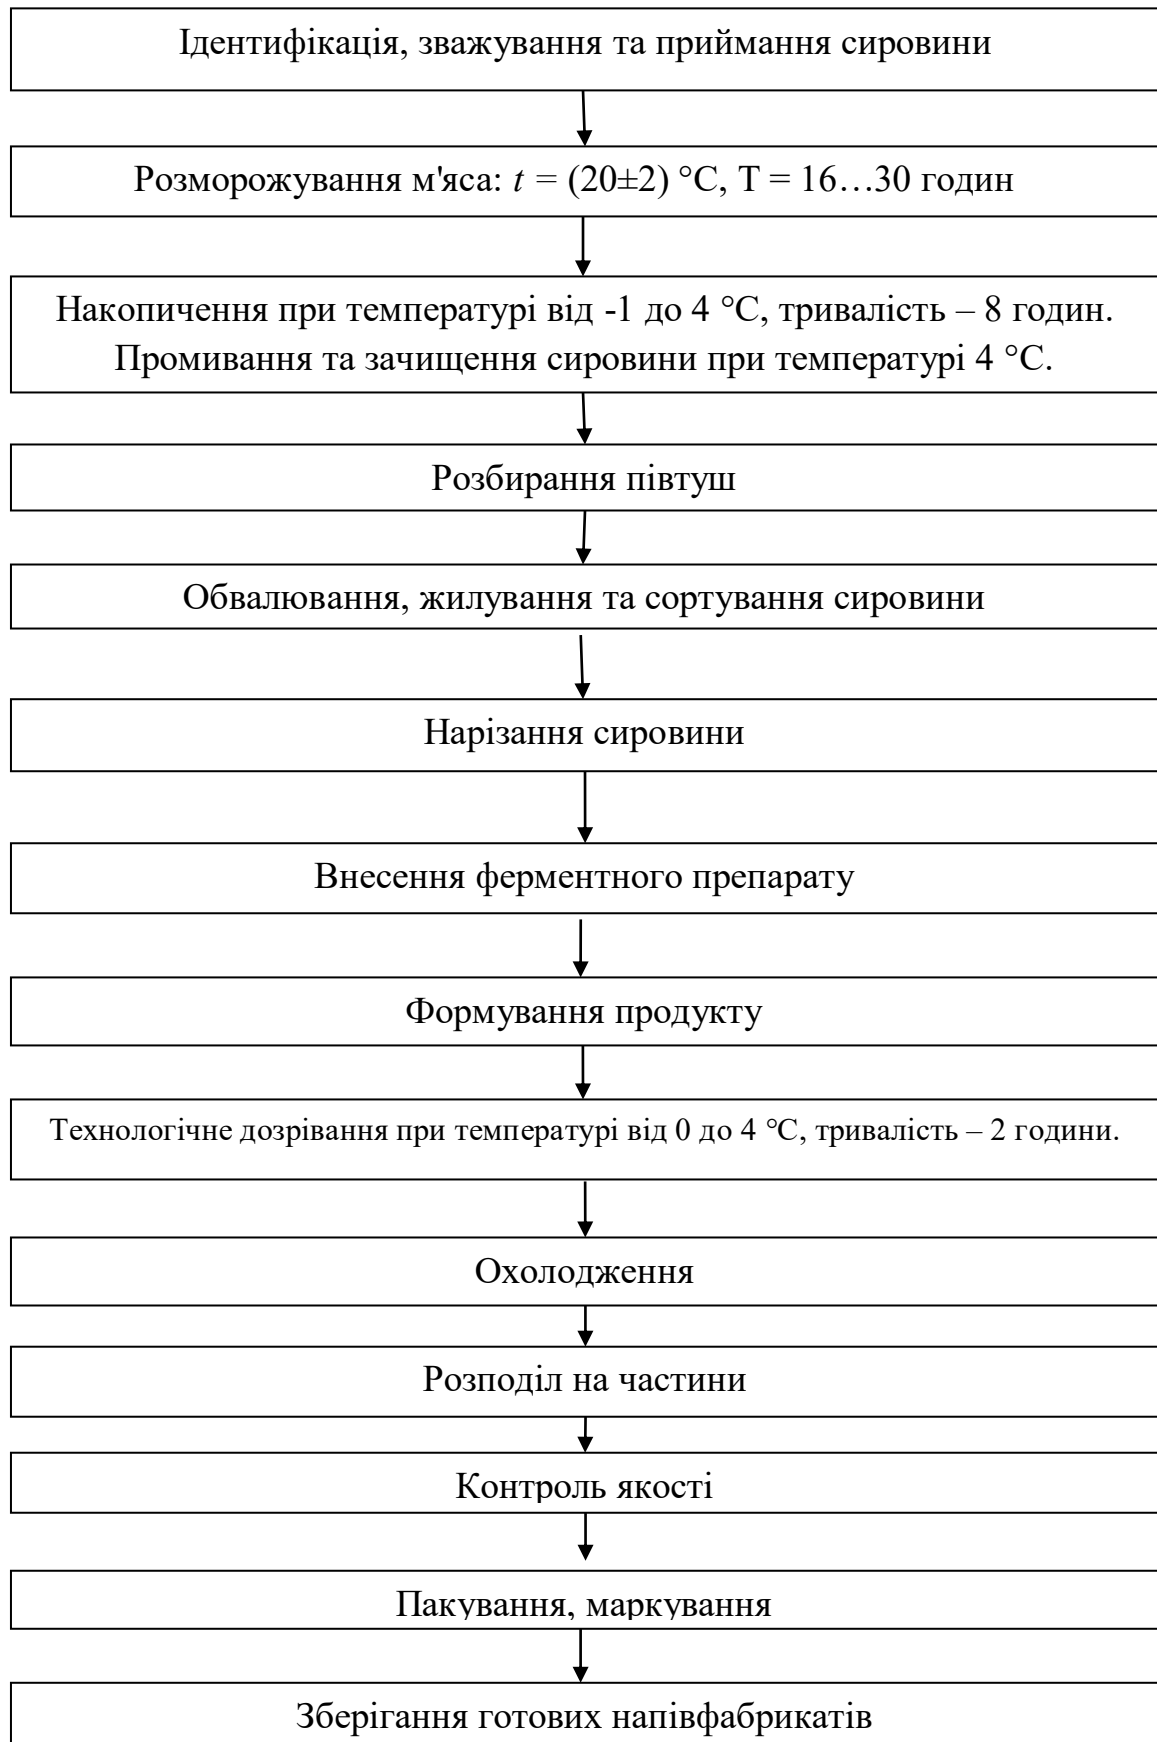 Ідентифікація, зважування та приймання сировини
Розморожування м'яса: t = (20±2) °С, Т = 16…30 годин
Накопичення при температурі від -1 до 4 °С, тривалість – 8 годин.
Промивання та зачищення сировини при температурі 4 °С.
Розбирання півтуш
Обвалювання, жилування та сортування сировини
Нарізання сировини
Внесення ферментного препарату
Формування продукту
Технологічне дозрівання при температурі від 0 до 4 °С, тривалість – 2 години.
Охолодження
Розподіл на частини
Контроль якості
Пакування, маркування
Зберігання готових напівфабрикатів